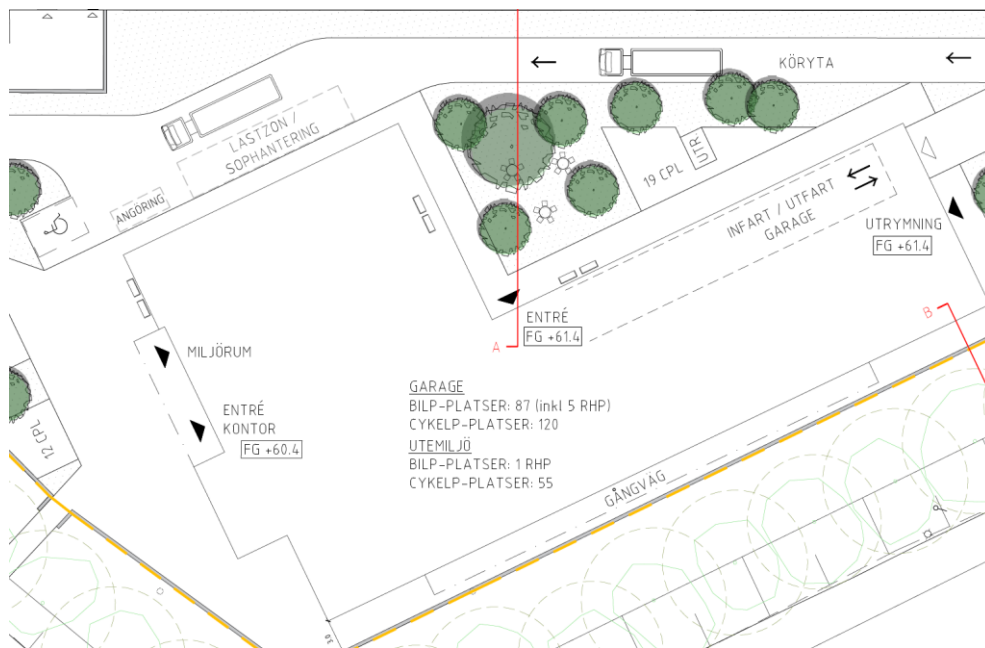 KÖRYTA
LASTZON /
SOPHANTERING
UTR
19 CPL
ANGÖRING
INFART / UTFART
GARAGE
UTRYMNING
FG +61.4
ENTRÉ
FG +61.4
A
B
MILJÖRUM
ENTRÉ
KONTOR
FG +60.4
12 CPL
GARAGE
BILP-PLATSER: 87 (inkl 5 RHP)
CYKELP-PLATSER: 120
UTEMILJÖ
BILP-PLATSER: 1 RHP
CYKELP-PLATSER: 55
GÅNGVÄG
3.0